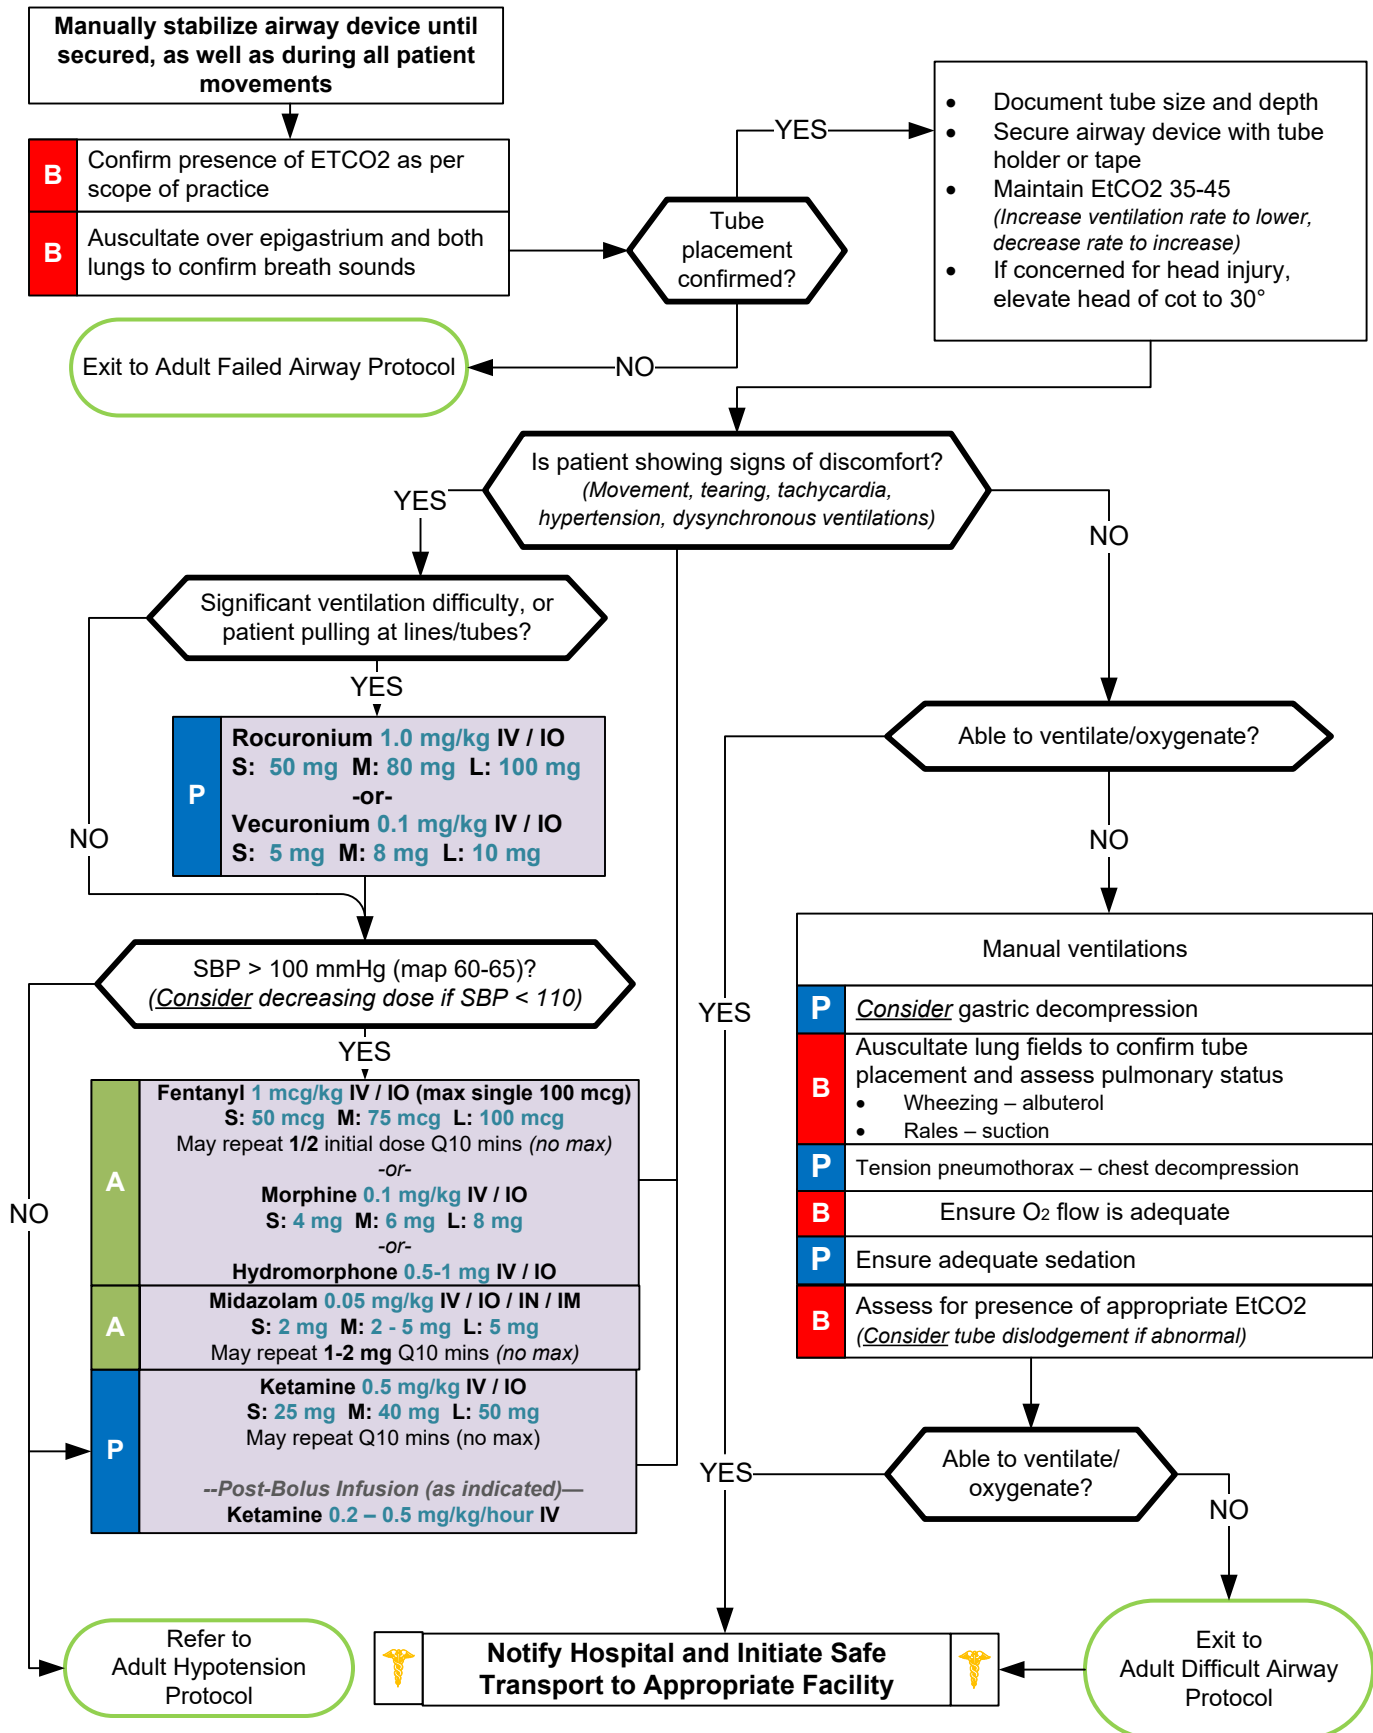 Manually stabilize airway device until
secured, as well as during all patient
movements
B
Confirm presence of ETCO2 as per
scope of practice
B
Auscultate over epigastrium and both
lungs to confirm breath sounds
Tube
placement
confirmed?
YES
• Document tube size and depth
• Secure airway device with tube
holder or tape
• Maintain EtCO2 35-45
(Increase ventilation rate to lower,
decrease rate to increase)
• If concerned for head injury,
elevate head of cot to 30°
NO
Exit to Adult Failed Airway Protocol
Is patient showing signs of discomfort?
(Movement, tearing, tachycardia,
hypertension, dysynchronous ventilations)
YES
NO
Significant ventilation difficulty, or
patient pulling at lines/tubes?
YES
NO
P
Rocuronium 1.0 mg/kg IV / IO
S: 50 mg M: 80 mg L: 100 mg
-or-
Vecuronium 0.1 mg/kg IV / IO
S: 5 mg M: 8 mg L: 10 mg
SBP > 100 mmHg (map 60-65)?
(Consider decreasing dose if SBP < 110)
YES
NO
A
Fentanyl 1 mcg/kg IV / IO (max single 100 mcg)
S: 50 mcg M: 75 mcg L: 100 mcg
May repeat 1/2 initial dose Q10 mins (no max)
-or-
Morphine 0.1 mg/kg IV / IO
S: 4 mg M: 6 mg L: 8 mg
-or-
Hydromorphone 0.5-1 mg IV / IO
A
Midazolam 0.05 mg/kg IV / IO / IN / IM
S: 2 mg M: 2 - 5 mg L: 5 mg
May repeat 1-2 mg Q10 mins (no max)
P
Ketamine 0.5 mg/kg IV / IO
S: 25 mg M: 40 mg L: 50 mg
May repeat Q10 mins (no max)
--Post-Bolus Infusion (as indicated)—
Ketamine 0.2 – 0.5 mg/kg/hour IV
Refer to
Adult Hypotension
Protocol
Able to ventilate/oxygenate?
YES
NO
Manual ventilations
P
Consider gastric decompression
B
Auscultate lung fields to confirm tube
placement and assess pulmonary status
• Wheezing – albuterol
• Rales – suction
P
Tension pneumothorax – chest decompression
B
Ensure O2 flow is adequate
P
Ensure adequate sedation
B
Assess for presence of appropriate EtCO2
(Consider tube dislodgement if abnormal)
Able to ventilate/
oxygenate?
YES
NO
Exit to
Adult Difficult Airway
Protocol
Notify Hospital and Initiate Safe
Transport to Appropriate Facility